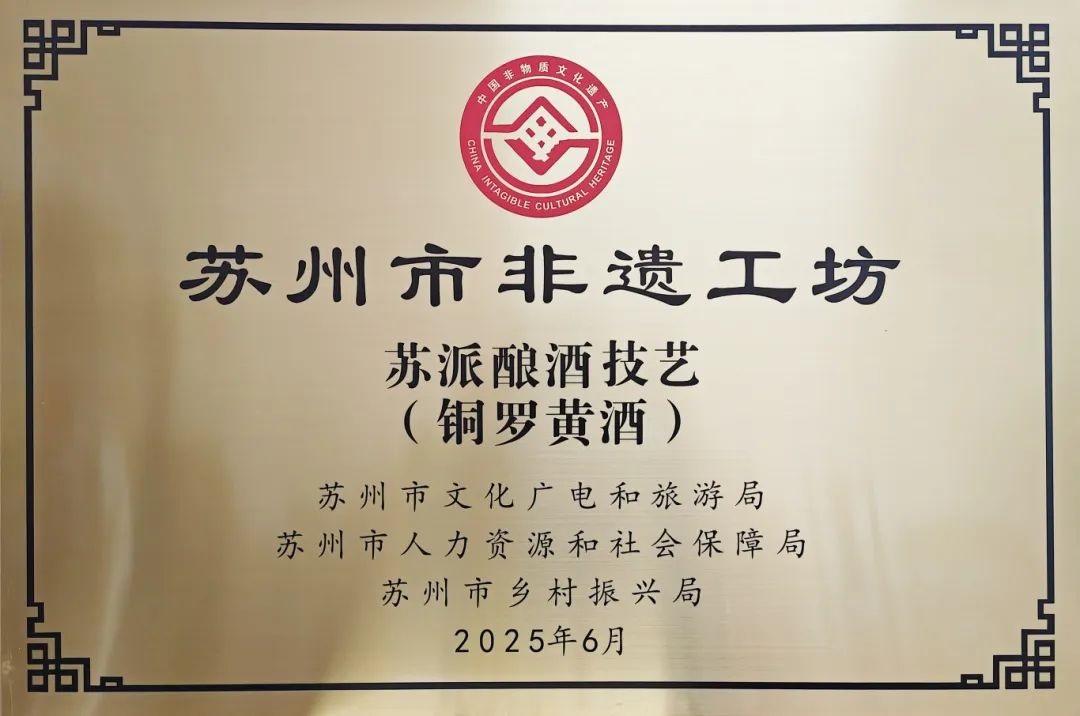 中国非物质文化遗产
CHINA INTAGIBLE CULTURAL HERITAGE
苏州市非遗工坊
苏派酿酒技艺
（铜罗黄酒）
苏州市文化广电和旅游局
苏州市人力资源和社会保障局
苏州市乡村振兴局
2025年6月